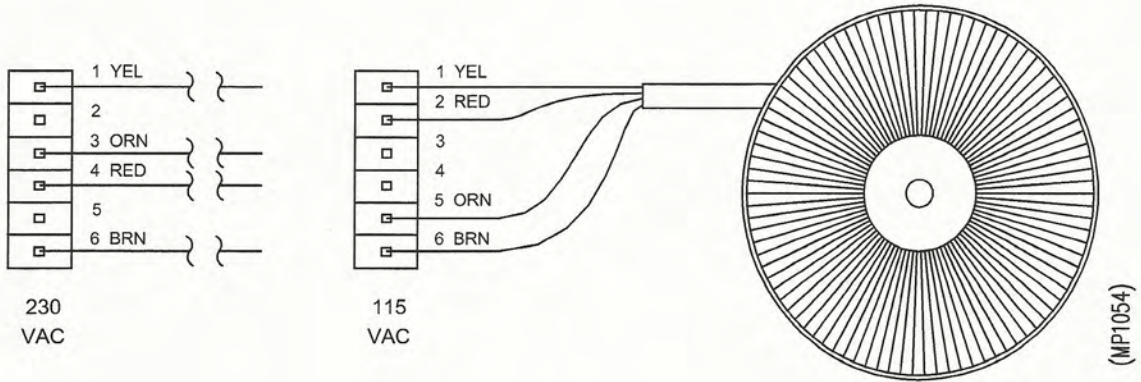 1 YEL
2
3 ORN
4 RED
5
6 BRN
230
VAC
1 YEL
2 RED
3
4
5 ORN
6 BRN
115
VAC
(MP1054)